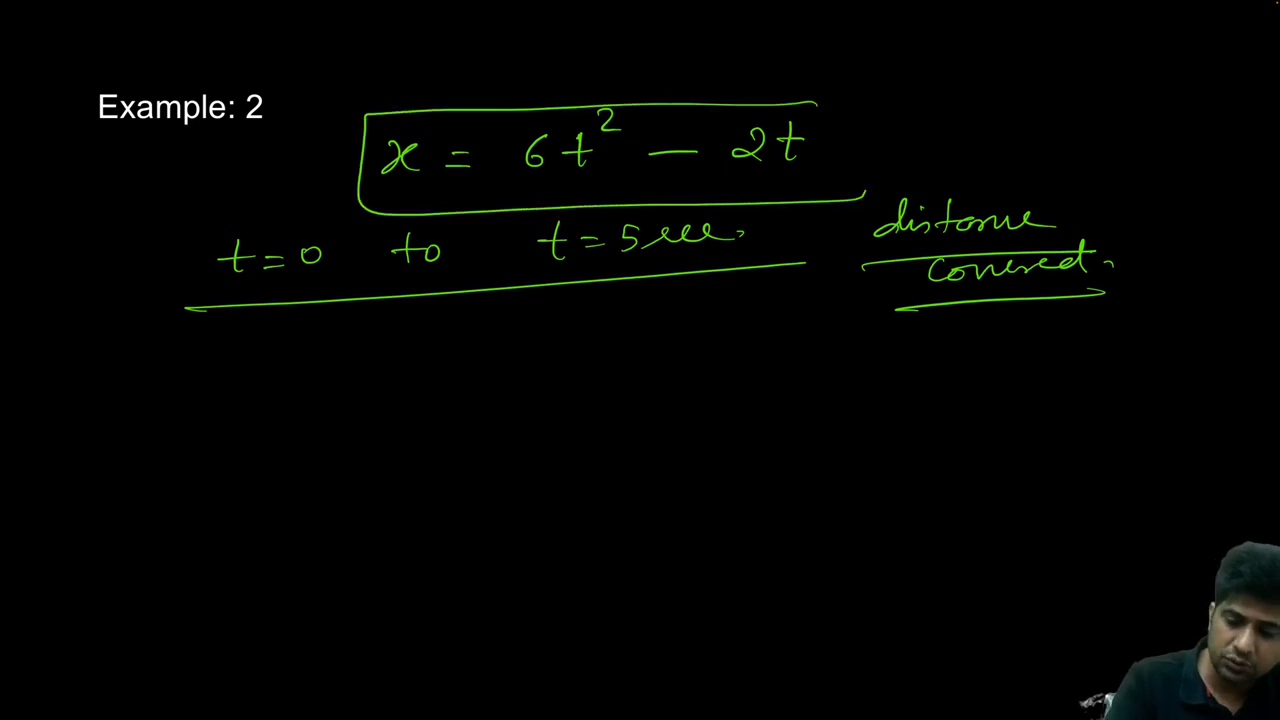 Example: 2
x = 6t² — 2t
t = 0 to t = 5 sec.
distance
covered.